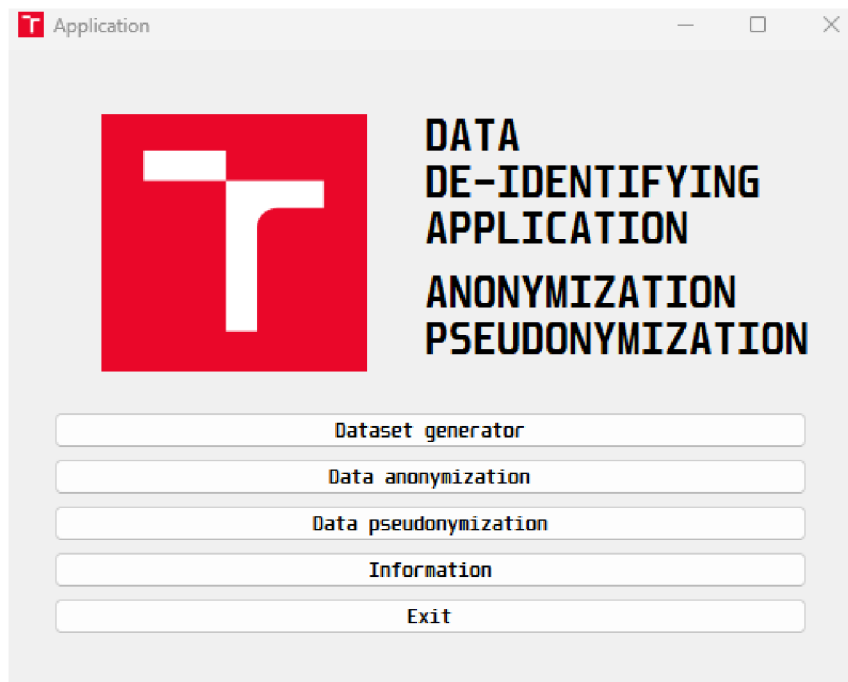 Application
DATA
DE-IDENTIFYING
APPLICATION
ANONYMIZATION
PSEUDONYMIZATION
Dataset generator
Data anonymization
Data pseudonymization
Information
Exit